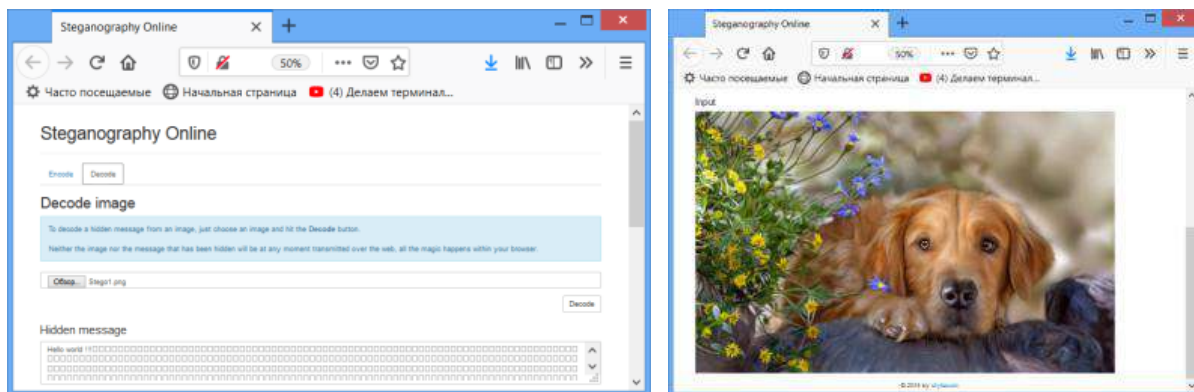 Steganography Online
50%
Часто посещаемые Начальная страница (4) Делаем терминал...
Steganography Online
Encode Decode
Decode image
To decode a hidden message from an image, just choose an image and hit the Decode button.
Neither the image nor the message that has been hidden will be at any moment transmitted over the web, all the magic happens within your browser.
Обзор... Stego1.png
Decode
Hidden message
Hello world !!
Steganography Online
50%
Часто посещаемые Начальная страница (4) Делаем терминал...
Input